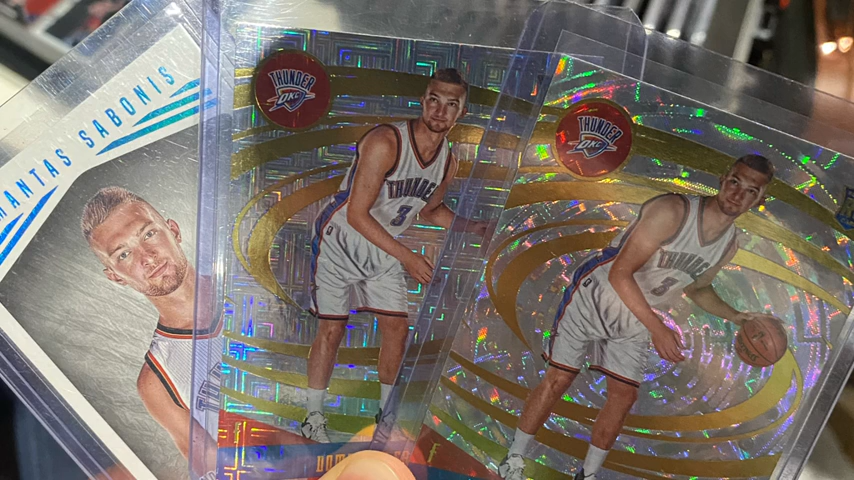 MANTAS SABONIS
THUNDER
OKC
THUNDER
3
THUNDER
OKC
THUNDER
3
F